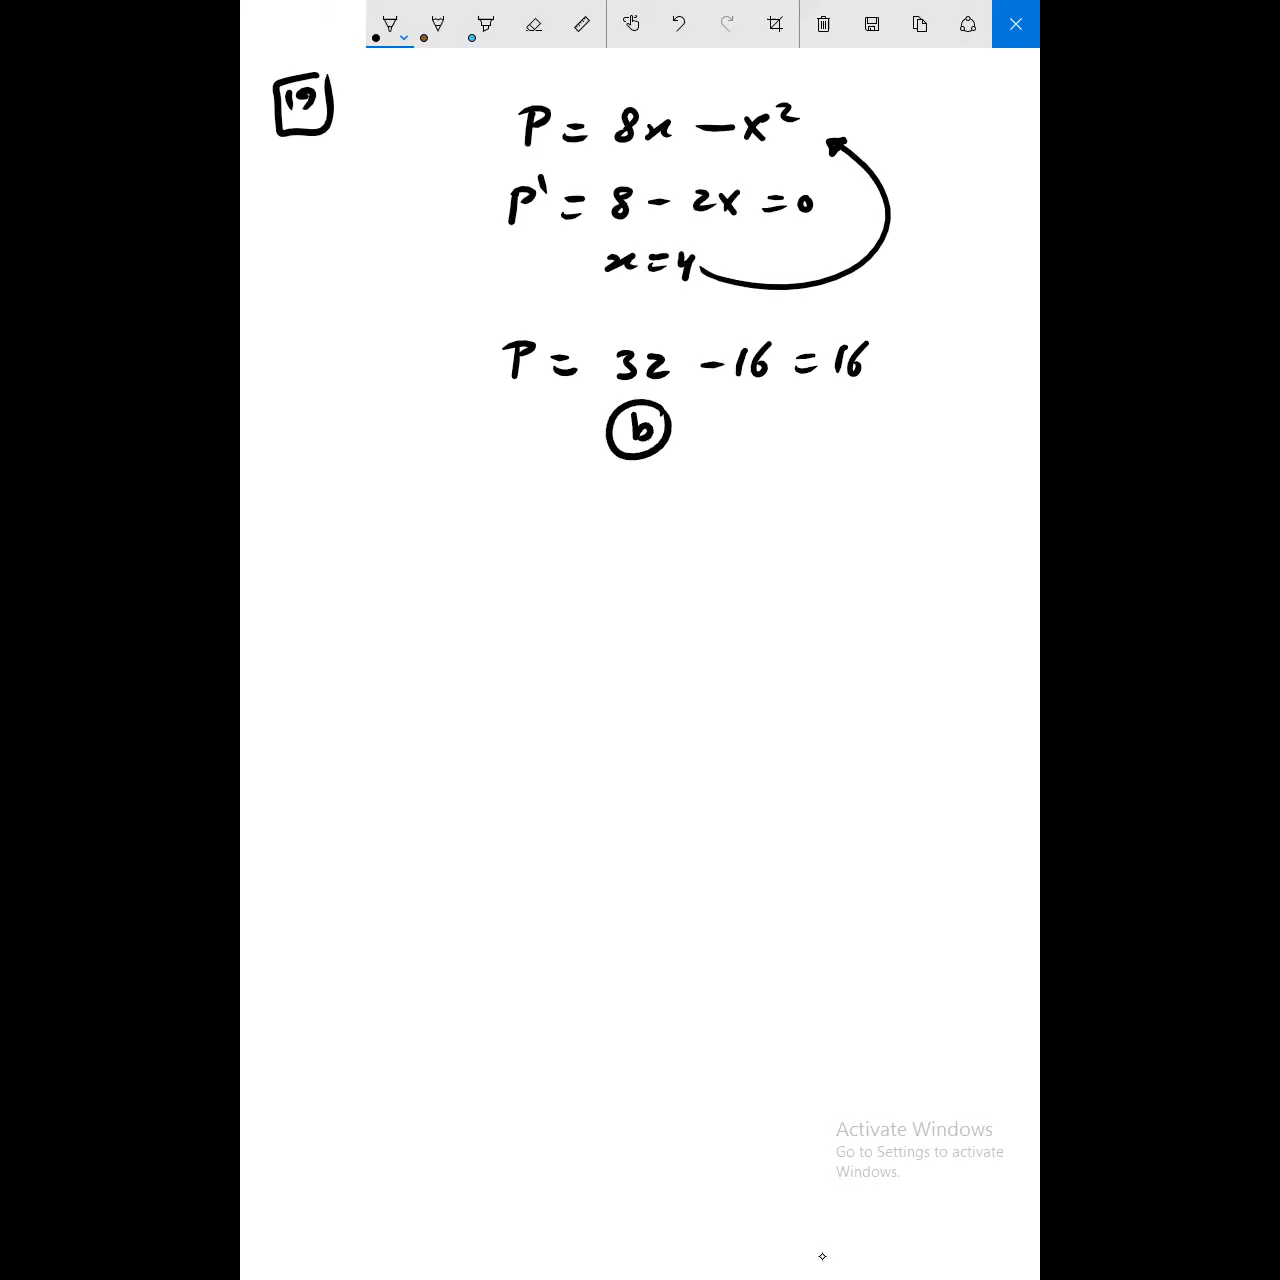 19
P = 8x - x²
P' = 8 - 2x = 0
x = 4
P = 32 - 16 = 16
b
Activate Windows
Go to Settings to activate
Windows.